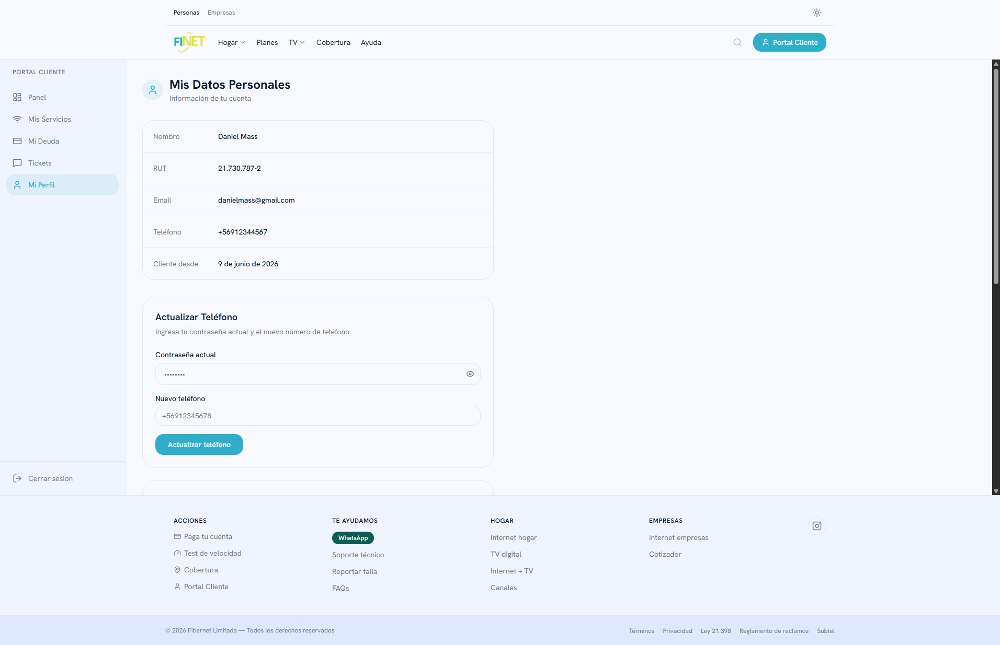 Personas Empresas
FINET Hogar Planes TV Cobertura Ayuda Portal Cliente
PORTAL CLIENTE
Panel
Mis Servicios
Mi Deuda
Tickets
Mi Perfil
Cerrar sesión
Mis Datos Personales
Información de tu cuenta
Nombre Daniel Mass
RUT 21.730.787-2
Email danielmass@gmail.com
Teléfono +56912344567
Cliente desde 9 de junio de 2026
Actualizar Teléfono
Ingresa tu contraseña actual y el nuevo número de teléfono
Contraseña actual
••••••••
Nuevo teléfono
+56912345678
Actualizar teléfono
ACCIONES
Paga tu cuenta
Test de velocidad
Cobertura
Portal Cliente
TE AYUDAMOS
WhatsApp
Soporte técnico
Reportar falla
FAQs
HOGAR
Internet hogar
TV digital
Internet + TV
Canales
EMPRESAS
Internet empresas
Cotizador
© 2026 Fibernet Limitada — Todos los derechos reservados
Términos Privacidad Ley 21.398 Reglamento de reclamos Subtel